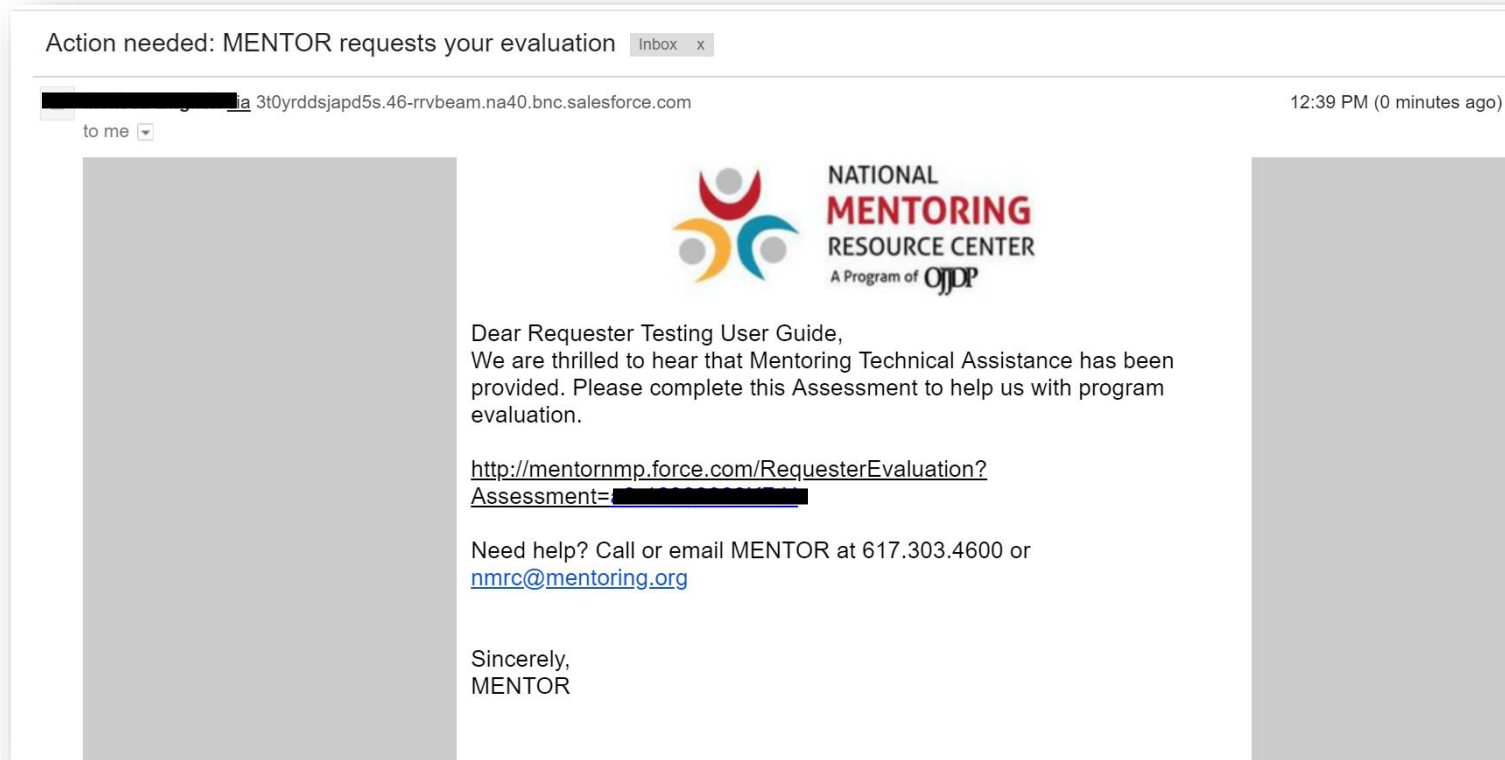 Action needed: MENTOR requests your evaluation Inbox x
ia 3t0yrddsjapd5s.46-rrvbeam.na40.bnc.salesforce.com 12:39 PM (0 minutes ago)
to me
NATIONAL
MENTORING
RESOURCE CENTER
A Program of OJJDP
Dear Requester Testing User Guide,
We are thrilled to hear that Mentoring Technical Assistance has been
provided. Please complete this Assessment to help us with program
evaluation.
http://mentornmp.force.com/RequesterEvaluation?
Assessment=
Need help? Call or email MENTOR at 617.303.4600 or
nmrc@mentoring.org
Sincerely,
MENTOR